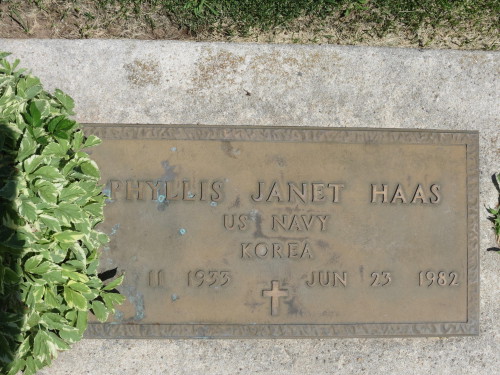 PHYLLIS JANET HAAS
US NAVY
KOREA
11 1933 JUN 23 1982